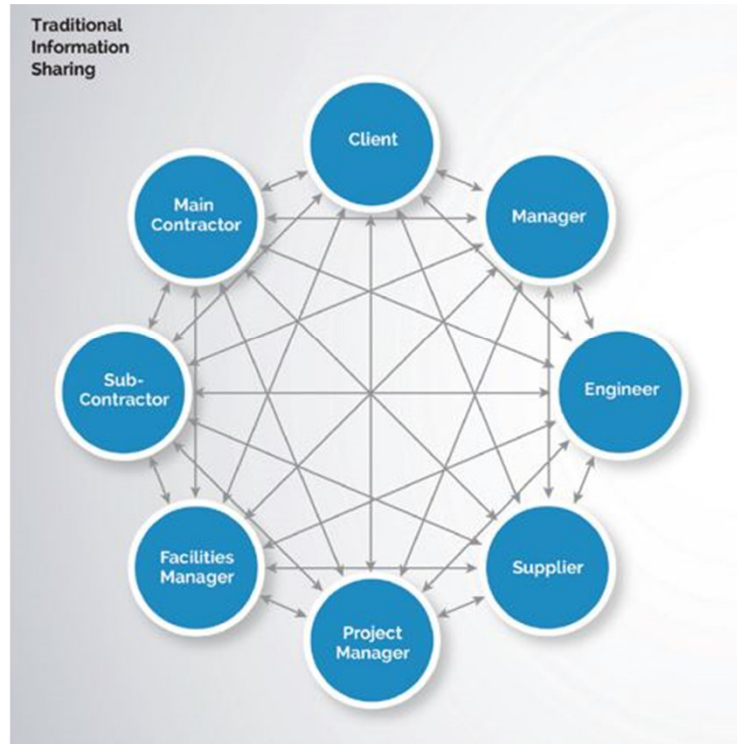 Traditional
Information
Sharing
Client
Main
Contractor
Manager
Sub-
Contractor
Engineer
Facilities
Manager
Supplier
Project
Manager